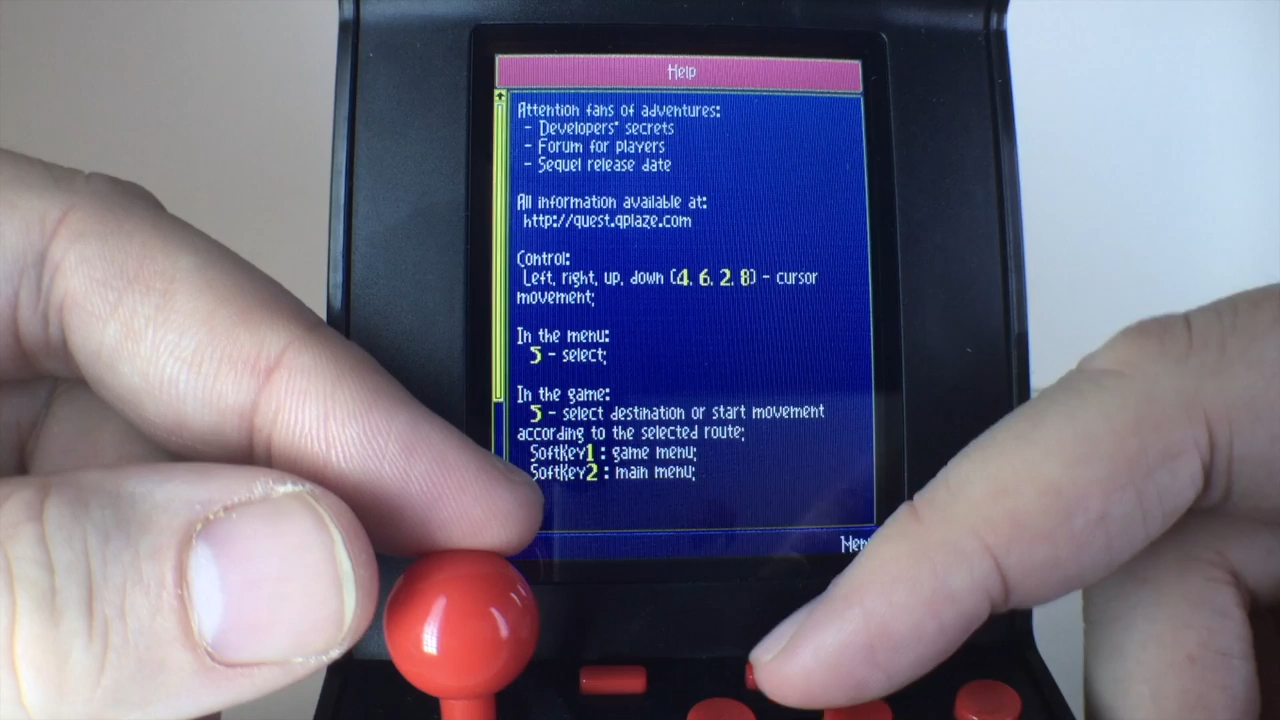 Help
Attention fans of adventures:
- Developers' secrets
- Forum for players
- Sequel release date
All information available at:
http://quest.qplaze.com
Control:
Left, right, up, down (4, 6, 2, 8) - cursor
movement;
In the menu:
5 - select;
In the game:
5 - select destination or start movement
according to the selected route;
SoftKey1 : game menu;
SoftKey2 : main menu;